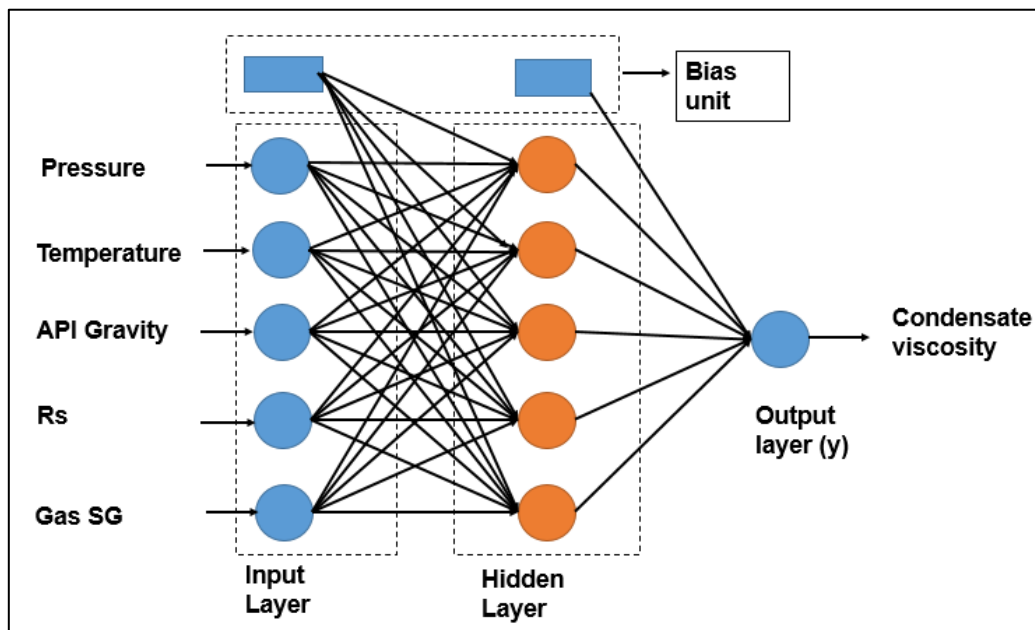 Bias
unit
Pressure
Temperature
API Gravity
Rs
Gas SG
Input
Layer
Hidden
Layer
Output
layer (y)
Condensate
viscosity